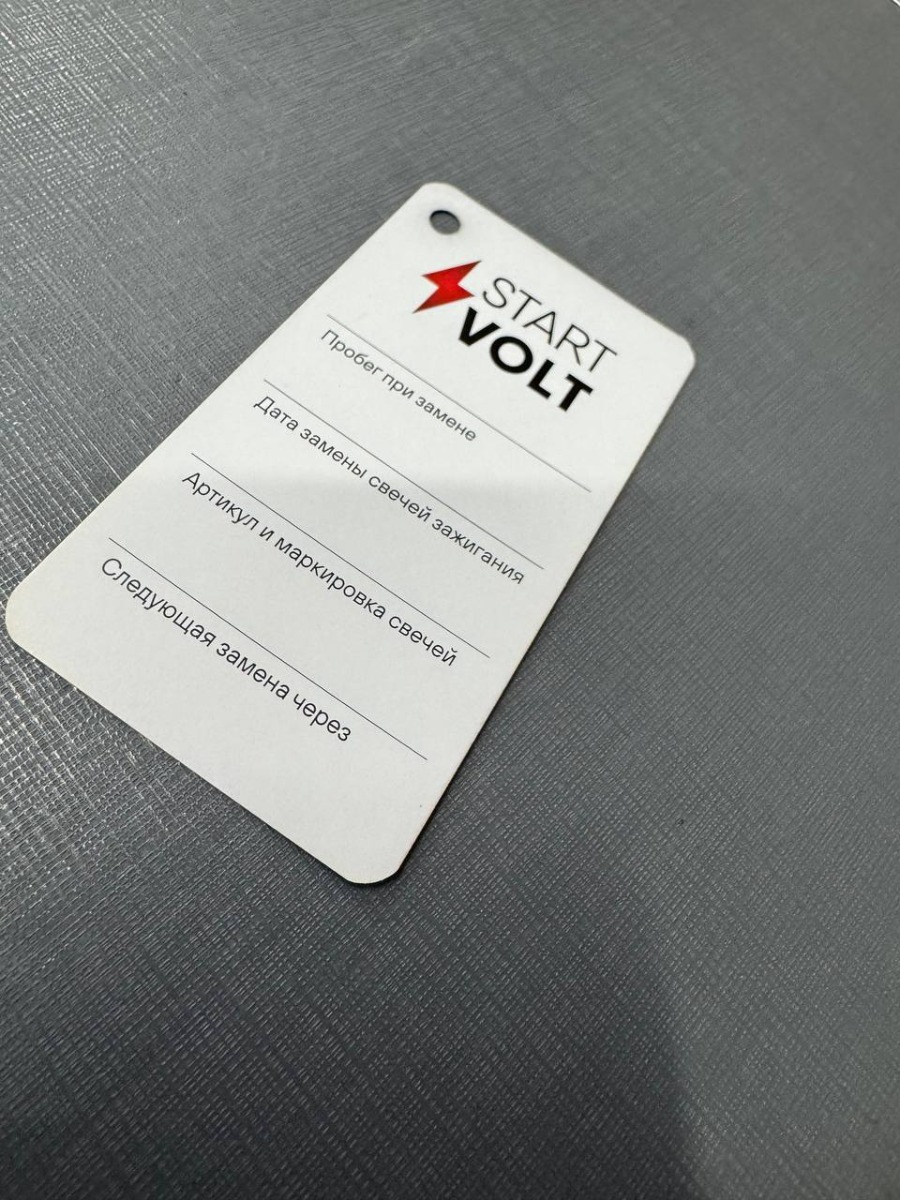 START
VOLT
Пробег при замене
Дата замены свечей зажигания
Артикул и маркировка свечей
Следующая замена через